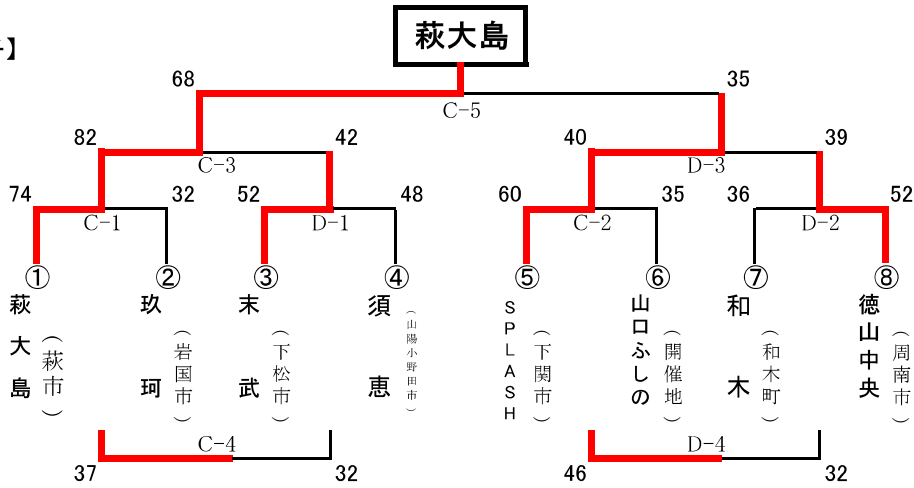 萩大島
】
68
35
C-5
82
42
40
39
C-3
D-3
74
32
52
48
60
35
36
52
C-1
D-1
C-2
D-2
①
②
③
④
⑤
⑥
⑦
⑧
萩大島
(萩市)
玖珂
(岩国市)
末武
(下松市)
須恵
(山陽小野田市)
SPLASH
(下関市)
山口ふしの
(開催地)
和木
(和木町)
徳山中央
(周南市)
C-4
D-4
37
32
46
32